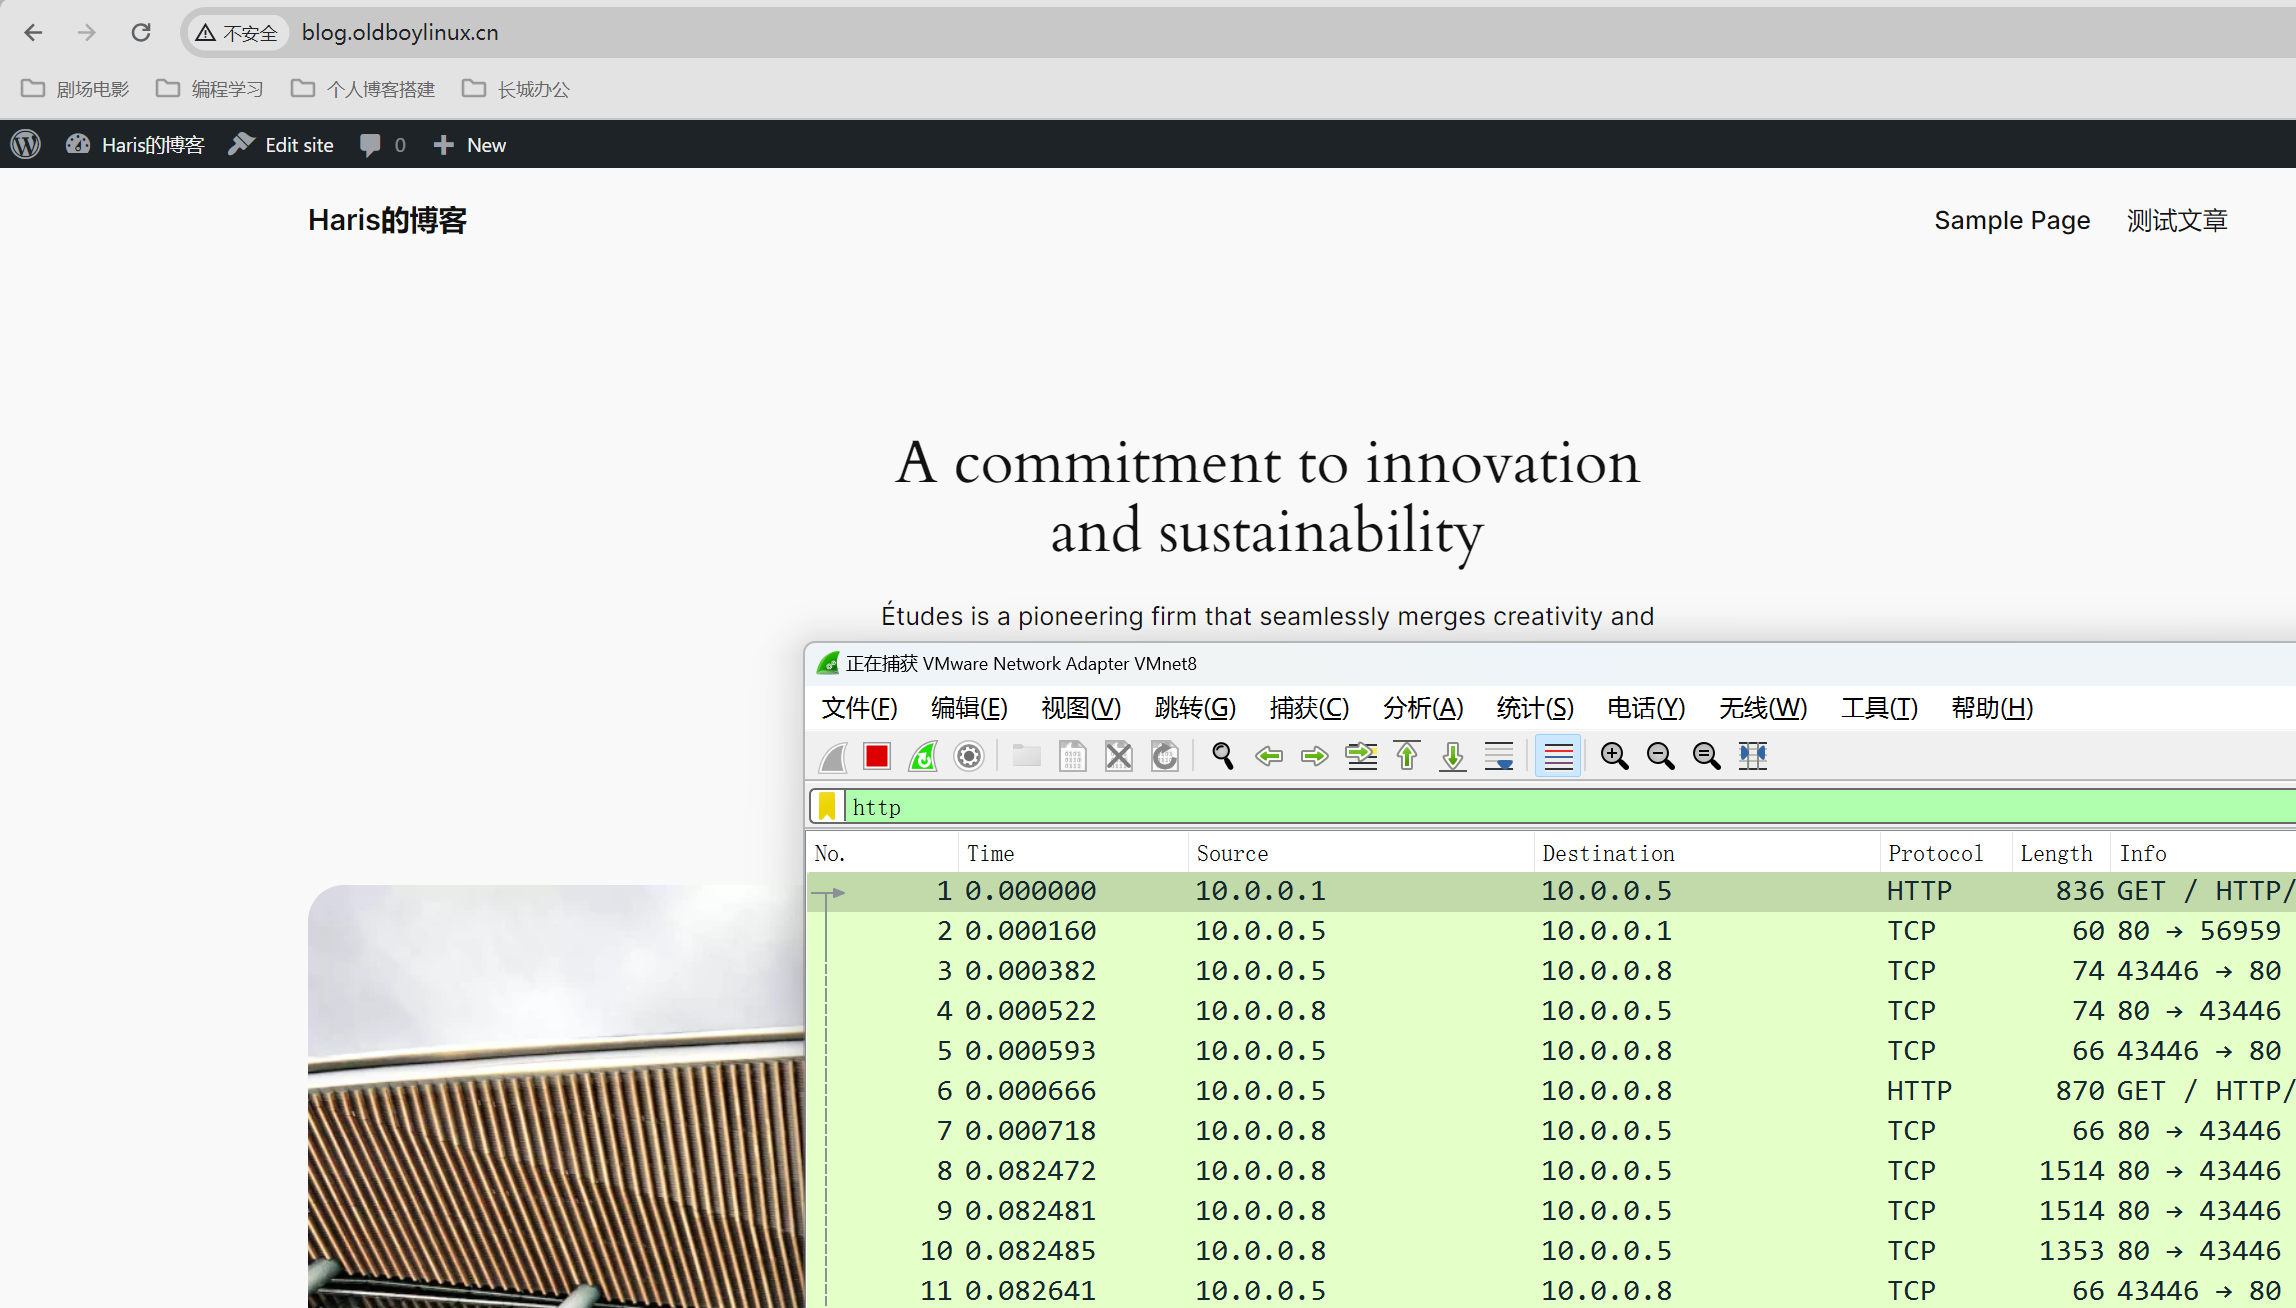 不安全 blog.oldboylinux.cn
剧场电影 编程学习 个人博客搭建 长城办公
Haris的博客 Edit site 0 New
Haris的博客 Sample Page 测试文章
A commitment to innovation
and sustainability
Études is a pioneering firm that seamlessly merges creativity and
正在捕获 VMware Network Adapter VMnet8
文件(F) 编辑(E) 视图(V) 跳转(G) 捕获(C) 分析(A) 统计(S) 电话(Y) 无线(W) 工具(T) 帮助(H)
http
No. Time Source Destination Protocol Length Info
1 0.000000 10.0.0.1 10.0.0.5 HTTP 836 GET / HTTP/
2 0.000160 10.0.0.5 10.0.0.1 TCP 60 80 → 56959
3 0.000382 10.0.0.5 10.0.0.8 TCP 74 43446 → 80
4 0.000522 10.0.0.8 10.0.0.5 TCP 74 80 → 43446
5 0.000593 10.0.0.5 10.0.0.8 TCP 66 43446 → 80
6 0.000666 10.0.0.5 10.0.0.8 HTTP 870 GET / HTTP/
7 0.000718 10.0.0.8 10.0.0.5 TCP 66 80 → 43446
8 0.082472 10.0.0.8 10.0.0.5 TCP 1514 80 → 43446
9 0.082481 10.0.0.8 10.0.0.5 TCP 1514 80 → 43446
10 0.082485 10.0.0.8 10.0.0.5 TCP 1353 80 → 43446
11 0.082641 10.0.0.5 10.0.0.8 TCP 66 43446 → 80